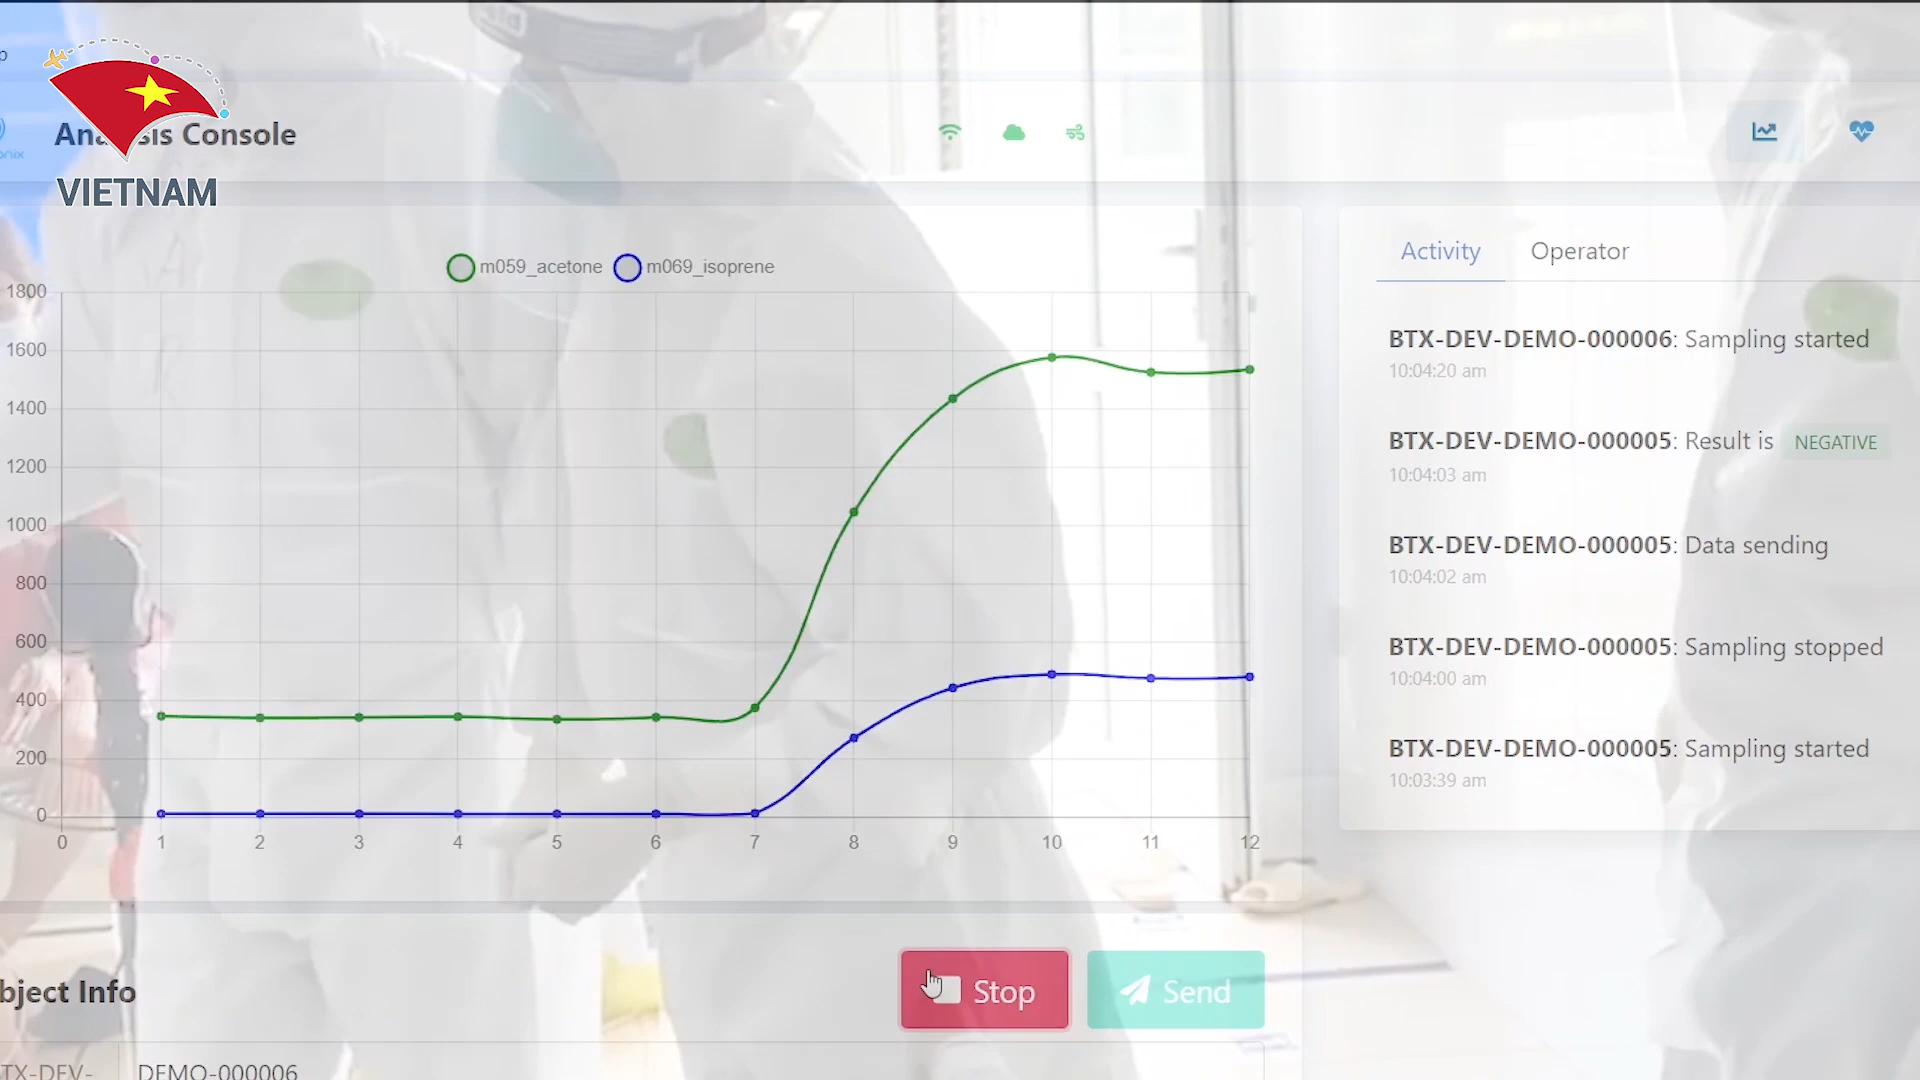 p
Analysis Console
onix
VIETNAM
m059_acetone m069_isoprene
1800
1600
1400
1200
1000
800
600
400
200
0
0 1 2 3 4 5 6 7 8 9 10 11 12
Activity Operator
BTX-DEV-DEMO-000006: Sampling started
10:04:20 am
BTX-DEV-DEMO-000005: Result is NEGATIVE
10:04:03 am
BTX-DEV-DEMO-000005: Data sending
10:04:02 am
BTX-DEV-DEMO-000005: Sampling stopped
10:04:00 am
BTX-DEV-DEMO-000005: Sampling started
10:03:39 am
bject Info
Stop Send
TX-DEV- DEMO-000006